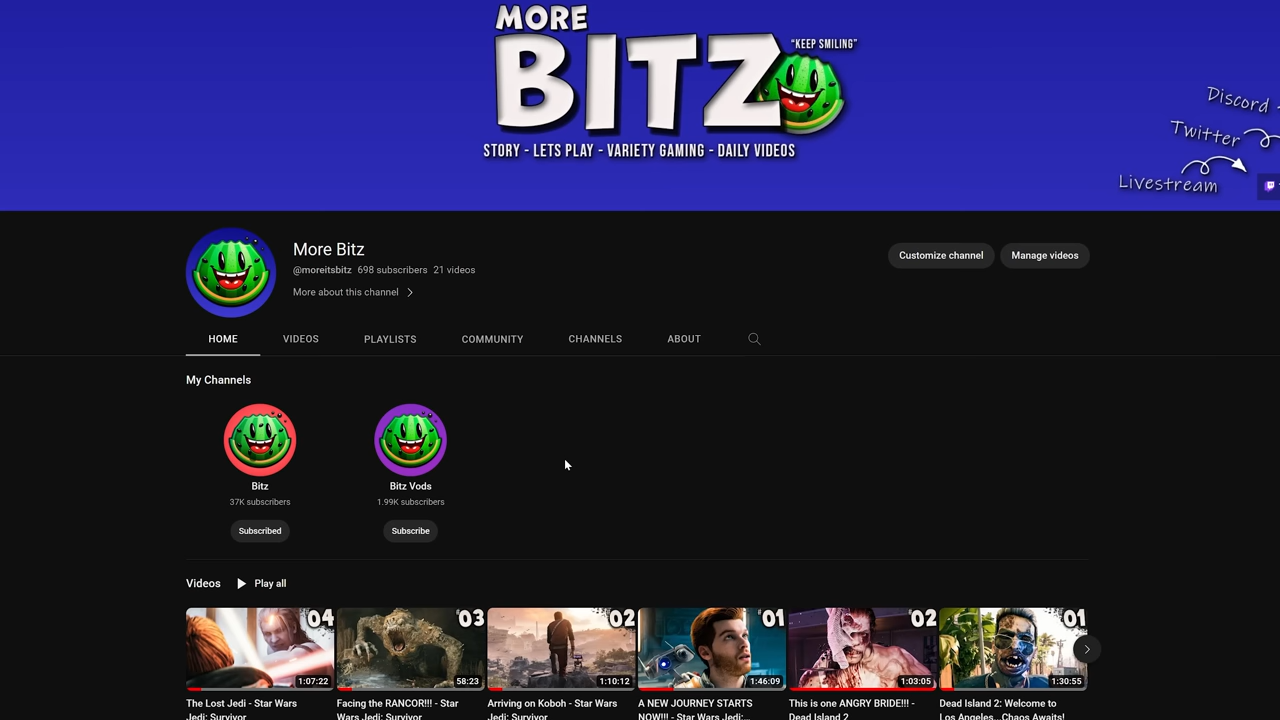 MORE
BITZ
"KEEP SMILING"
STORY - LETS PLAY - VARIETY GAMING - DAILY VIDEOS
Discord
Twitter
Livestream
More Bitz
@moreitsbitz 698 subscribers 21 videos
More about this channel
Customize channel
Manage videos
HOME VIDEOS PLAYLISTS COMMUNITY CHANNELS ABOUT
My Channels
Bitz
37K subscribers
Subscribed
Bitz Vods
1.99K subscribers
Subscribe
Videos Play all
#04
1:07:22
The Lost Jedi - Star Wars
Jedi: Survivor
#03
58:23
Facing the RANCOR!!! - Star
Wars Jedi: Survivor
#02
1:10:12
Arriving on Koboh - Star Wars
Jedi: Survivor
#01
1:46:09
A NEW JOURNEY STARTS
NOW!!! - Star Wars Jedi:...
#02
1:03:05
This is one ANGRY BRIDE!!! -
Dead Island 2
#01
1:30:55
Dead Island 2: Welcome to
Los Angeles...Chaos Awaits!